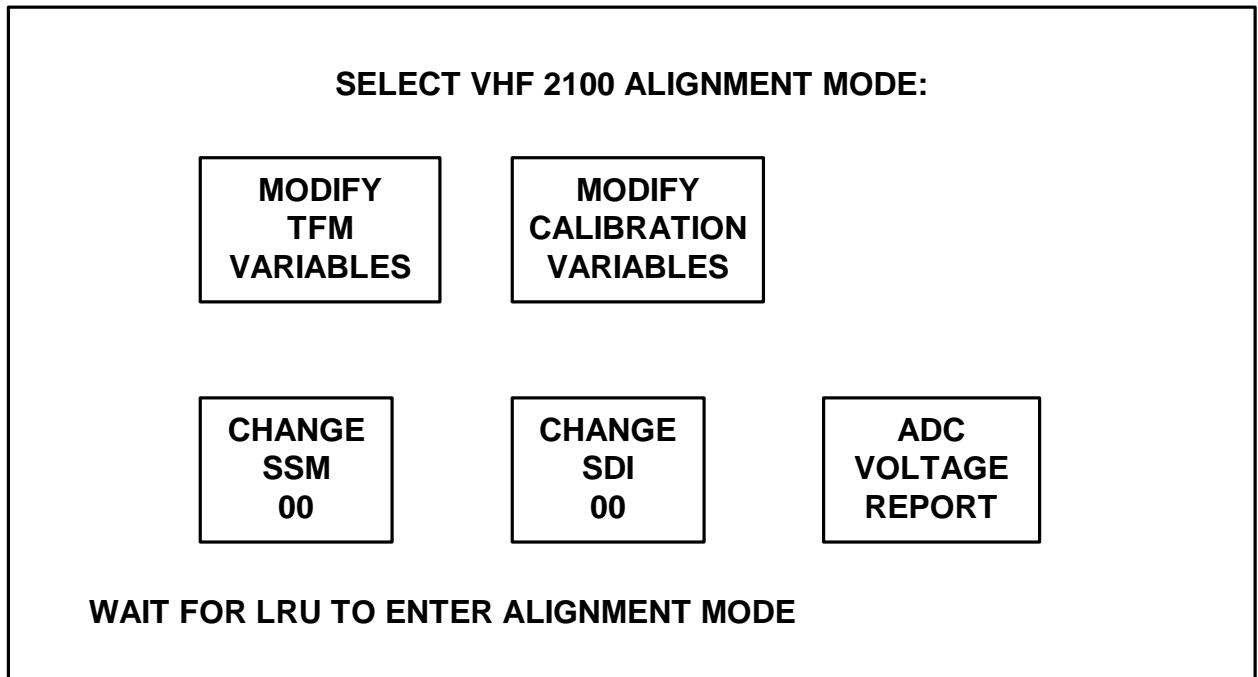 SELECT VHF 2100 ALIGNMENT MODE:
MODIFY
TFM
VARIABLES
MODIFY
CALIBRATION
VARIABLES
CHANGE
SSM
00
CHANGE
SDI
00
ADC
VOLTAGE
REPORT
WAIT FOR LRU TO ENTER ALIGNMENT MODE